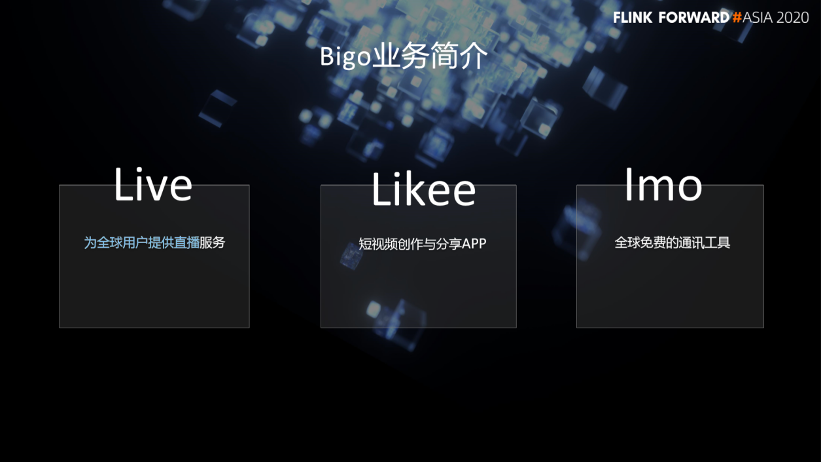 FLINK FORWARD #ASIA 2020
Bigo业务简介
Live
Likee
Imo
为全球用户提供直播服务
短视频创作与分享APP
全球免费的通讯工具